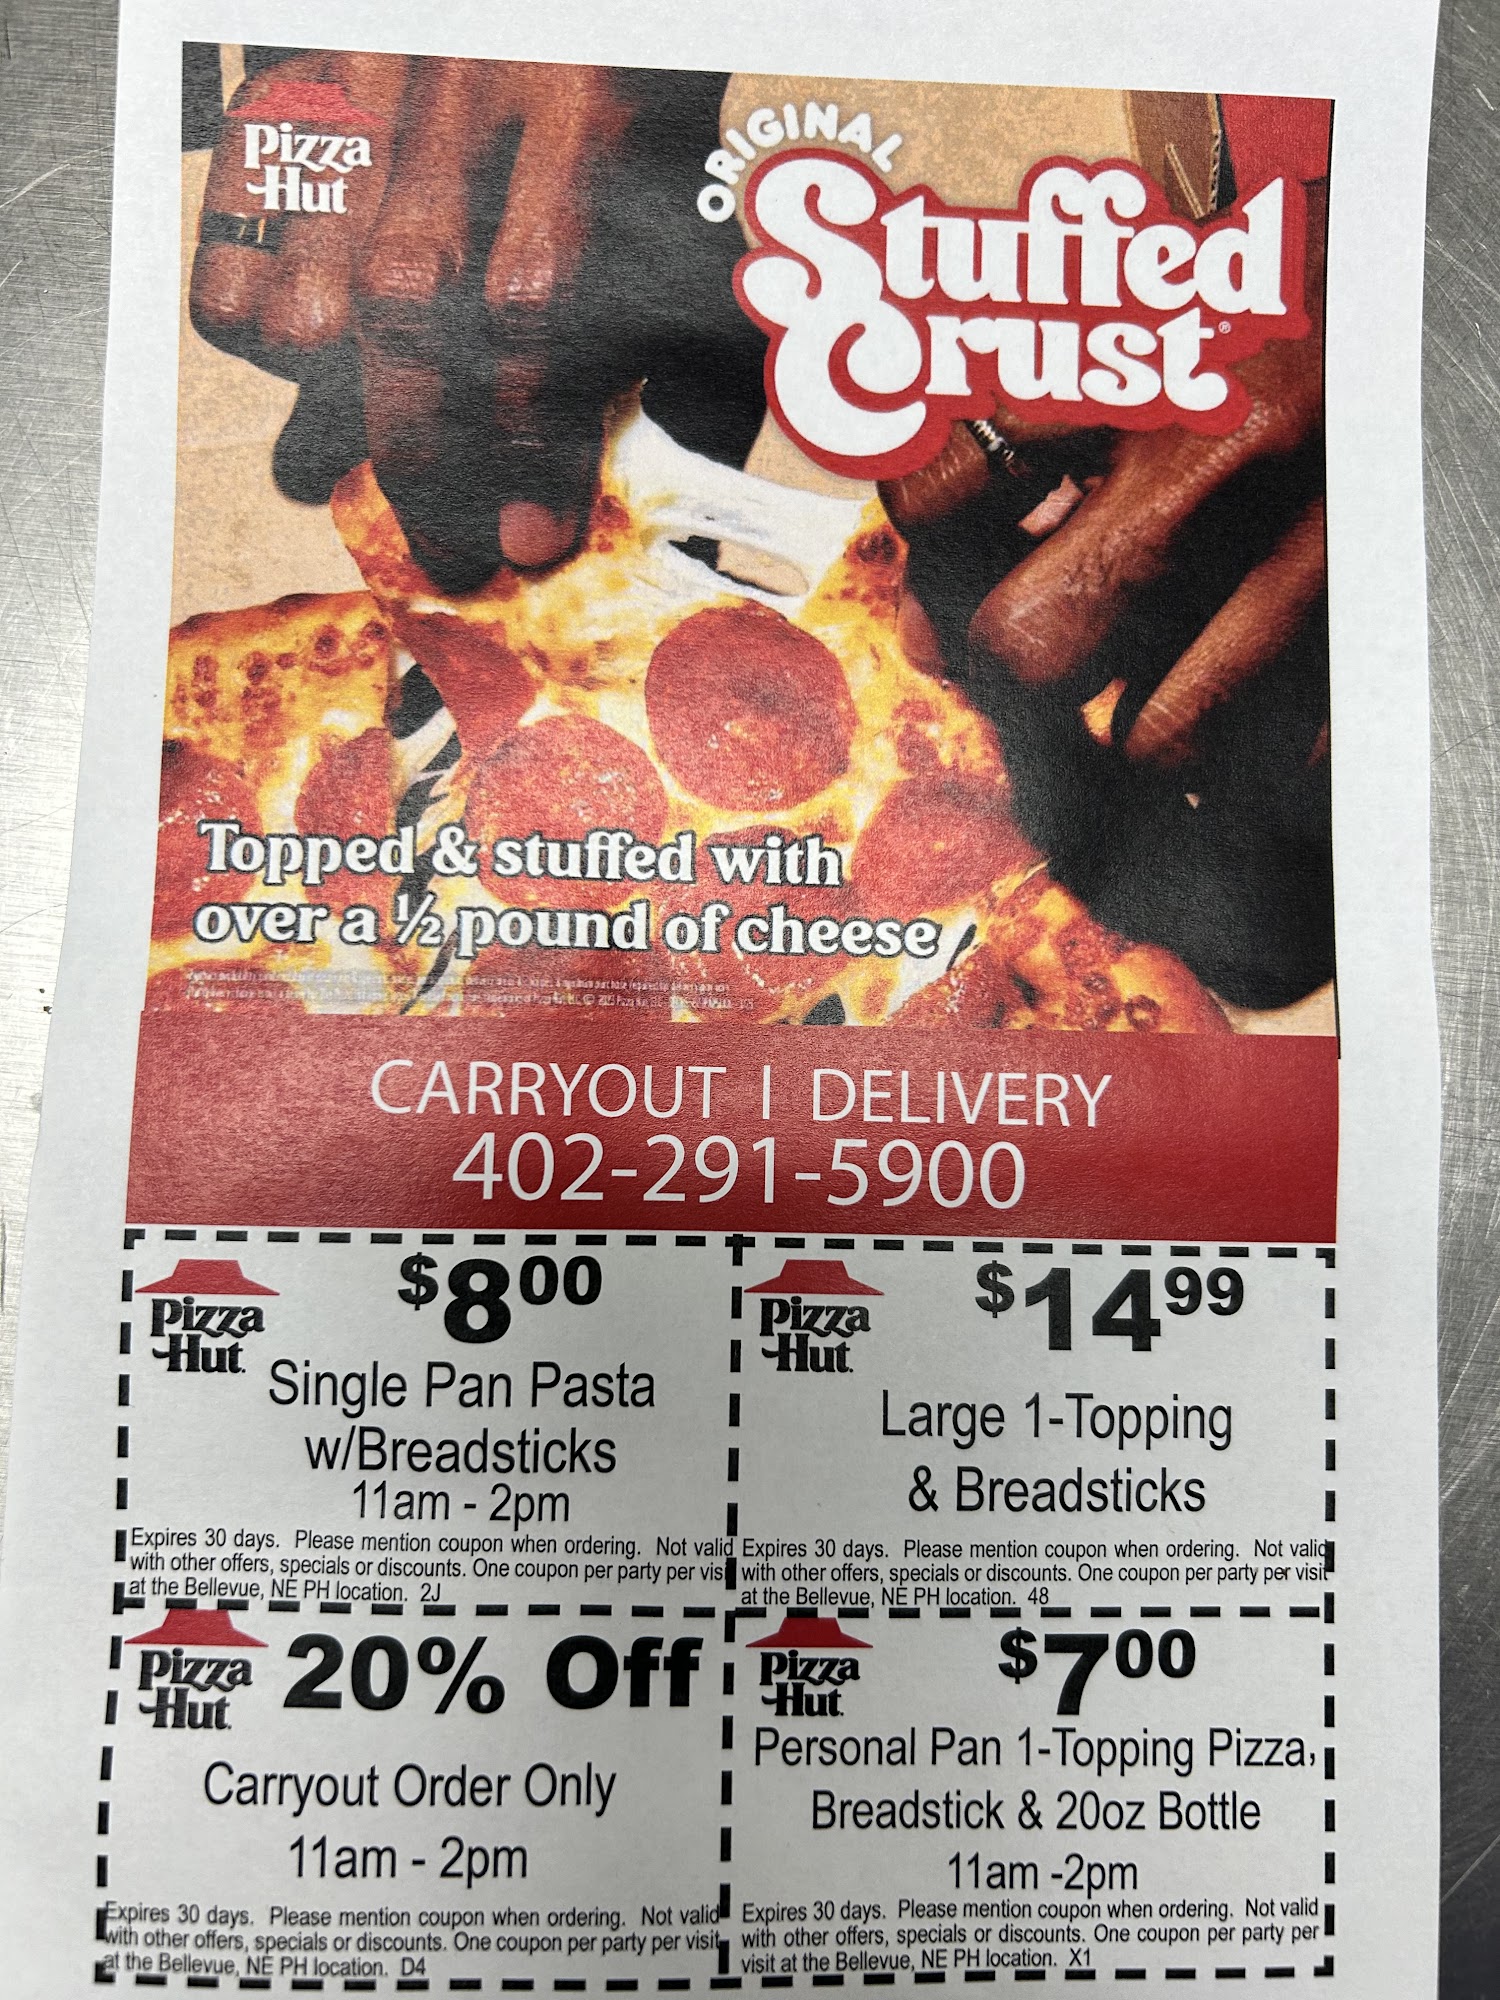 Pizza
Hut
ORIGINAL
Stuffed
Crust®
Topped & stuffed with
over a ½ pound of cheese
CARRYOUT | DELIVERY
402-291-5900
Pizza
Hut.
$8⁰⁰
Single Pan Pasta
w/Breadsticks
11am - 2pm
Expires 30 days. Please mention coupon when ordering. Not valid
with other offers, specials or discounts. One coupon per party per visi
at the Bellevue, NE PH location. 2J
Pizza
Hut.
$14⁹⁹
Large 1-Topping
& Breadsticks
Expires 30 days. Please mention coupon when ordering. Not valid
with other offers, specials or discounts. One coupon per party per visit
at the Bellevue, NE PH location. 48
Pizza
Hut.
20% Off
Carryout Order Only
11am - 2pm
Expires 30 days. Please mention coupon when ordering. Not valid
with other offers, specials or discounts. One coupon per party per visit
at the Bellevue, NE PH location. D4
Pizza
Hut.
$7⁰⁰
Personal Pan 1-Topping Pizza,
Breadstick & 20oz Bottle
11am -2pm
Expires 30 days. Please mention coupon when ordering. Not valid
with other offers, specials or discounts. One coupon per party per
visit at the Bellevue, NE PH location. X1